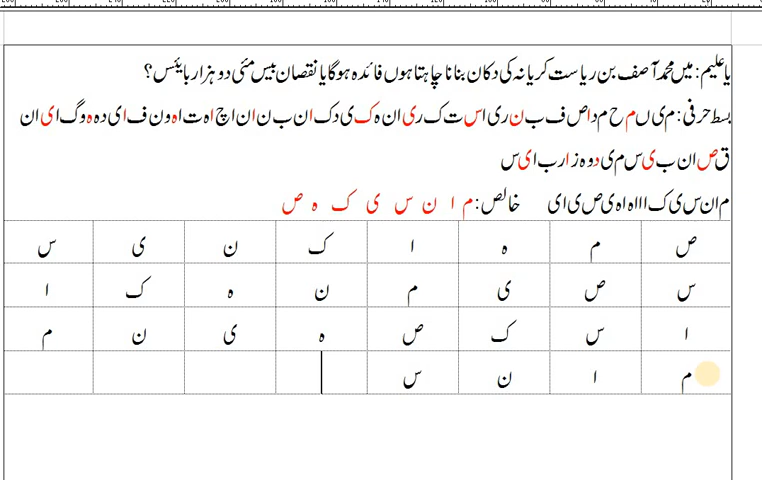 یاعلیم: میں محمد آصف بن ریاست کریانہ کی دکان بنانا چاہتا ہوں فائدہ ہوگا یا نقصان بیس مئی دو ہزار بایئس؟
بسط حرفی: م ی ں م ح م د ا ص ف ب ن ر ی ا س ت ک ر ی ا ن ہ ک ی د ک ا ن ب ن ا ن ا چ ا ہ ت ا ہ و ن ف ا ی د ہ ہ و گ ا ی ا ن
ق ص ا ن ب ی س م ی د و ہ ز ا ر ب ا ی س
م ا ن س ی ک ا ا ا ہ ا ہ ی ص ی ا ی خالص: م ا ن س ی ک ہ ص
ص م ہ ا ک ن ی س
س ص ی م ن ہ ک ا
ا س ک ص ہ ی ن م
م ا ن س